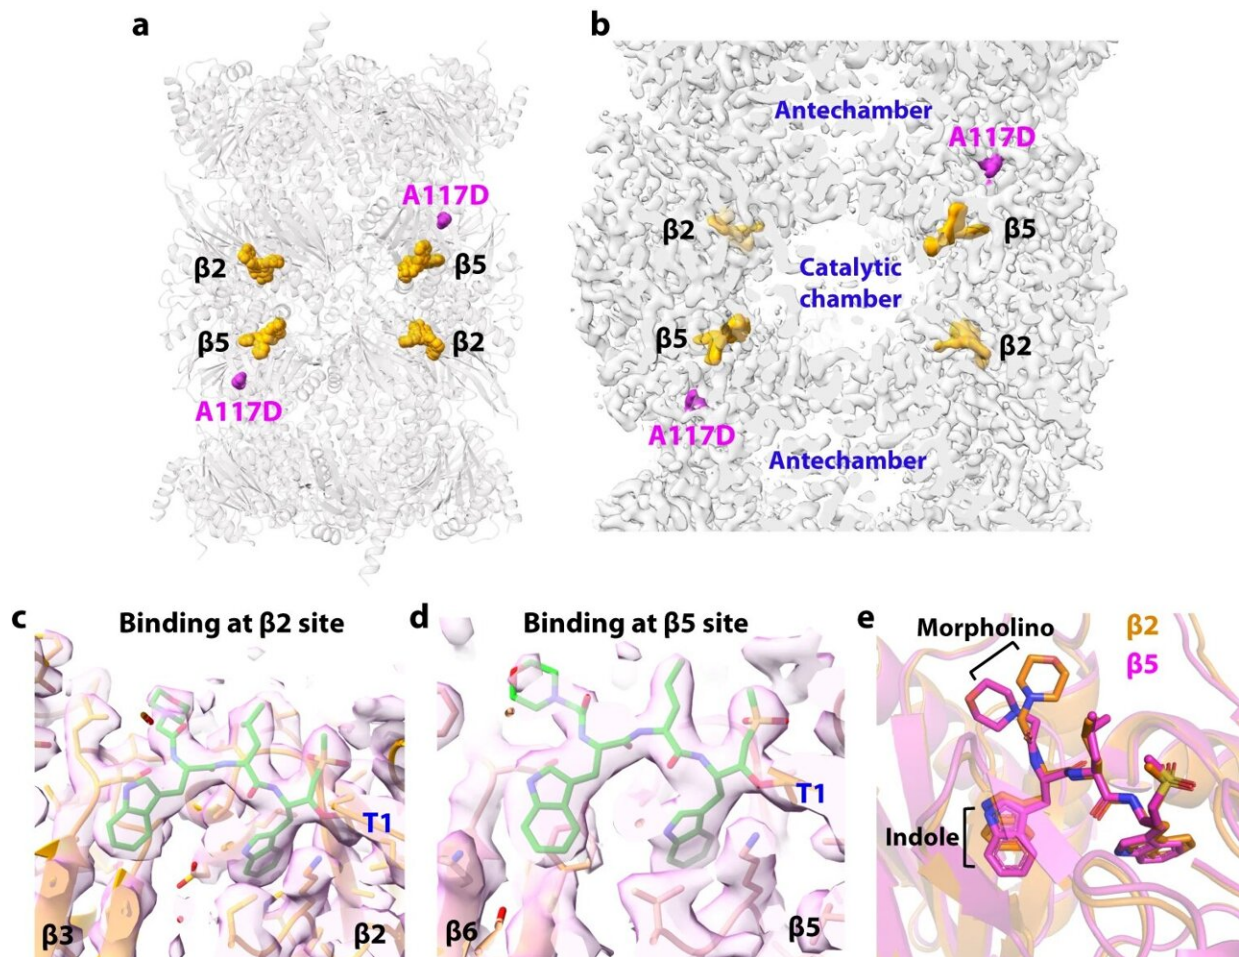 a
A117D
β2
β5
β5
β2
A117D
b
Antechamber
A117D
β2
β5
Catalytic
chamber
β5
β2
A117D
Antechamber
c
Binding at β2 site
T1
β3
β2
d
Binding at β5 site
T1
β6
β5
e
Morpholino
β2
β5
Indole